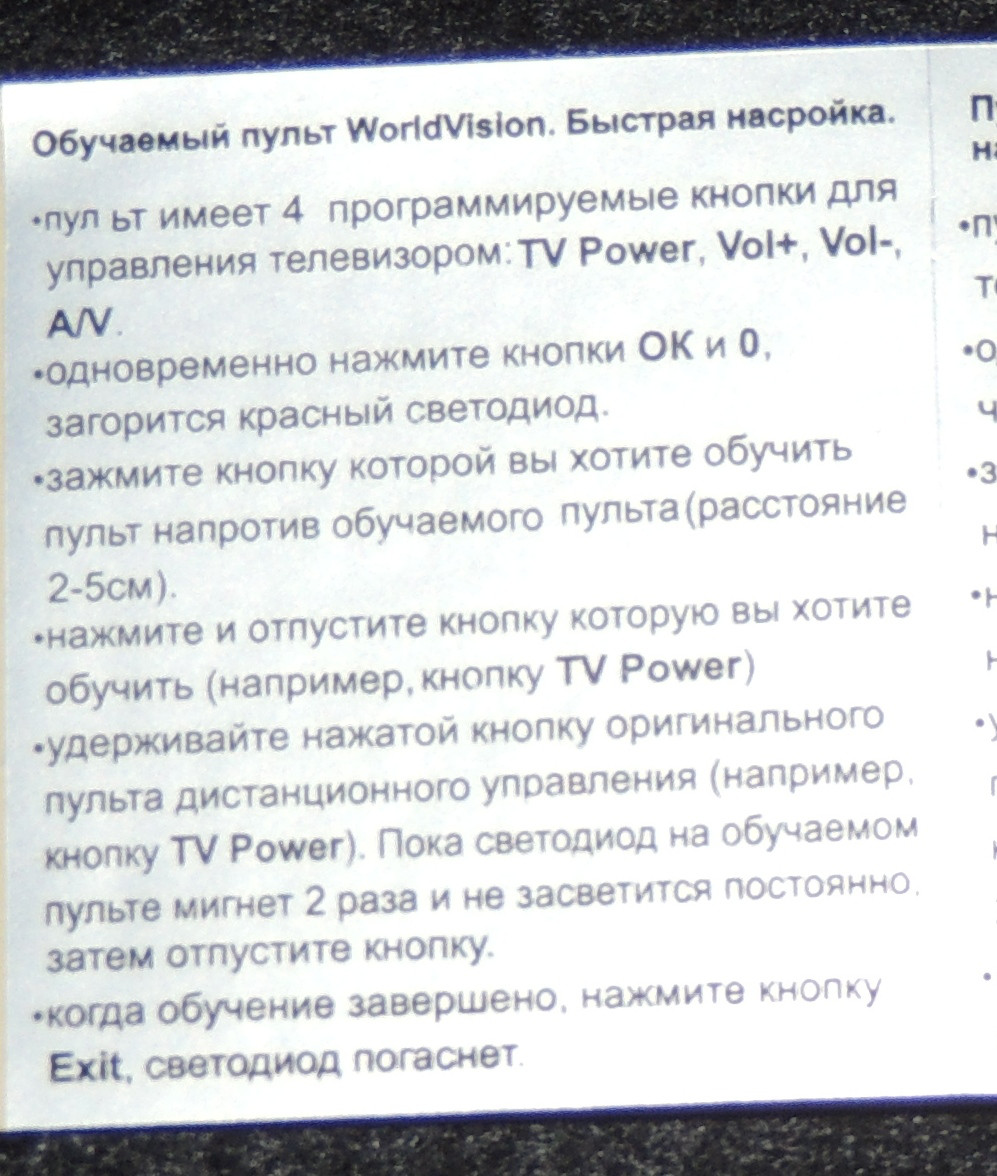 Обучаемый пульт WorldVision. Быстрая насройка.
•пул ьт имеет 4 программируемые кнопки для
управления телевизором: TV Power, Vol+, Vol-,
A/V.
•одновременно нажмите кнопки OK и 0,
загорится красный светодиод.
•зажмите кнопку которой вы хотите обучить
пульт напротив обучаемого пульта (расстояние
2-5см).
•нажмите и отпустите кнопку которую вы хотите
обучить (например, кнопку TV Power)
•удерживайте нажатой кнопку оригинального
пульта дистанционного управления (например,
кнопку TV Power). Пока светодиод на обучаемом
пульте мигнет 2 раза и не засветится постоянно,
затем отпустите кнопку.
•когда обучение завершено, нажмите кнопку
Exit, светодиод погаснет.